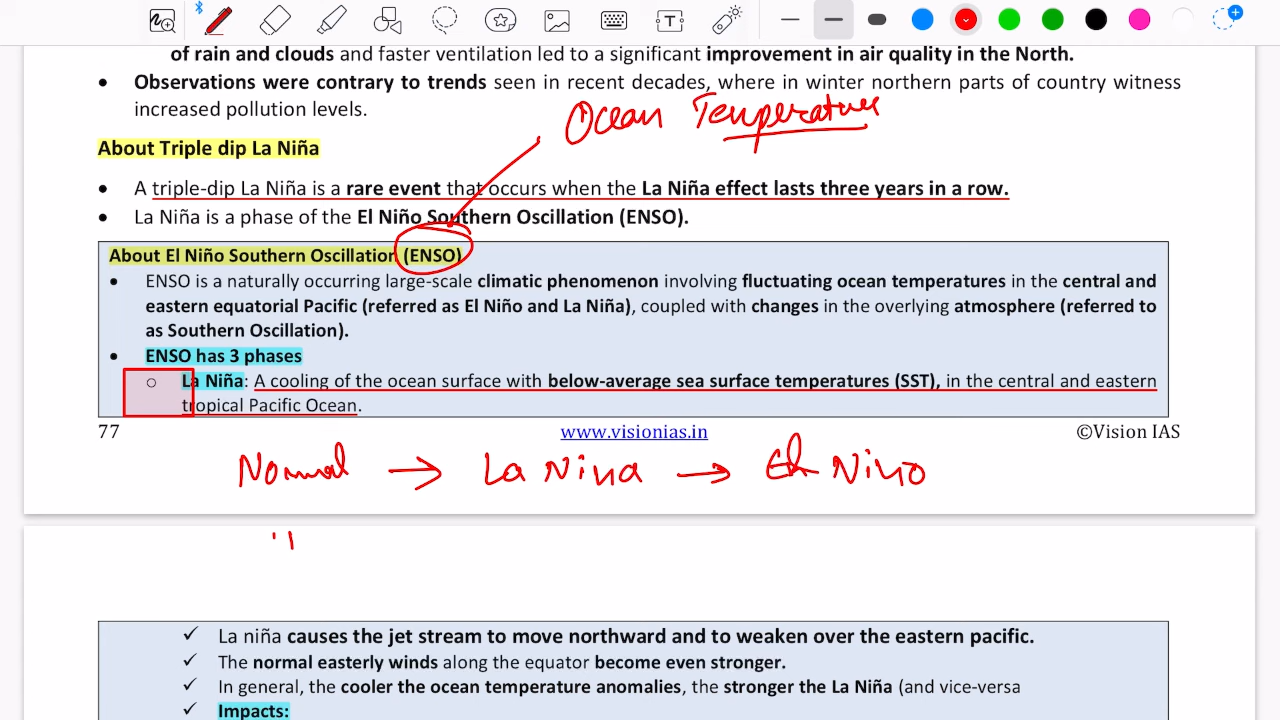 of rain and clouds and faster ventilation led to a significant improvement in air quality in the North.
• Observations were contrary to trends seen in recent decades, where in winter northern parts of country witness
increased pollution levels.
Ocean Temperature
About Triple dip La Niña
• A triple-dip La Niña is a rare event that occurs when the La Niña effect lasts three years in a row.
• La Niña is a phase of the El Niño Southern Oscillation (ENSO).
About El Niño Southern Oscillation (ENSO)
• ENSO is a naturally occurring large-scale climatic phenomenon involving fluctuating ocean temperatures in the central and
eastern equatorial Pacific (referred as El Niño and La Niña), coupled with changes in the overlying atmosphere (referred to
as Southern Oscillation).
• ENSO has 3 phases
○ La Niña: A cooling of the ocean surface with below-average sea surface temperatures (SST), in the central and eastern
tropical Pacific Ocean.
77 www.visionias.in ©Vision IAS
Normal → La Nina → El Nino
✓ La niña causes the jet stream to move northward and to weaken over the eastern pacific.
✓ The normal easterly winds along the equator become even stronger.
✓ In general, the cooler the ocean temperature anomalies, the stronger the La Niña (and vice-versa
✓ Impacts: